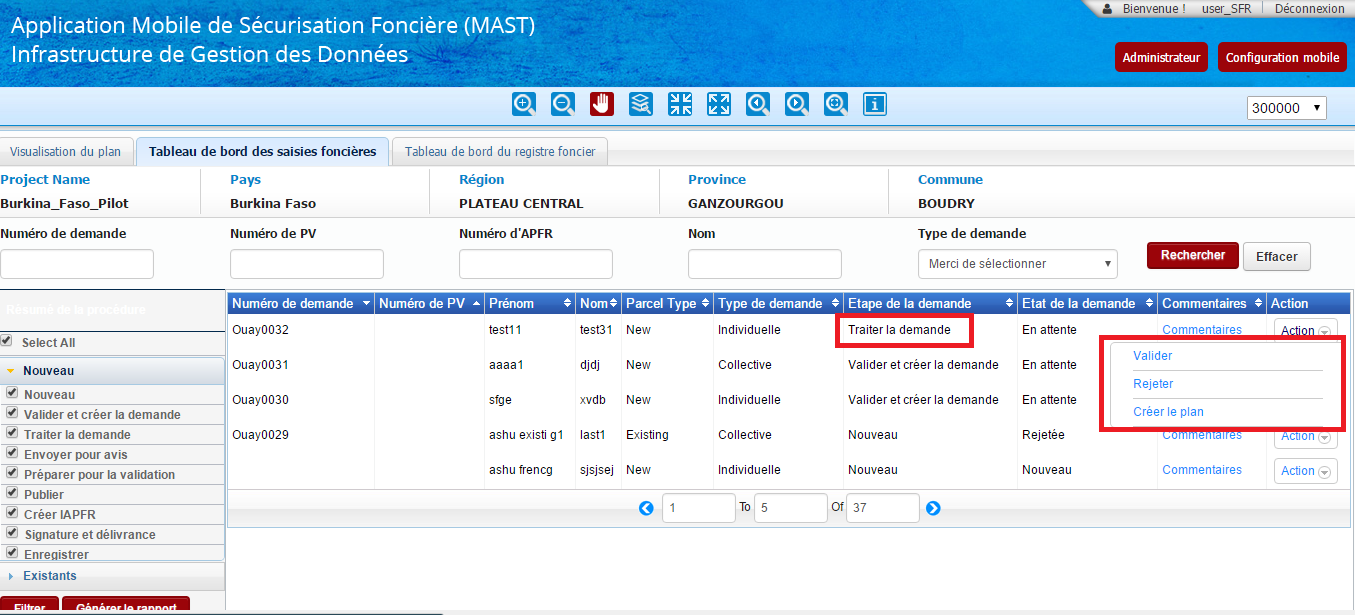 Bienvenue ! user_SFR Déconnexion
Application Mobile de Sécurisation Foncière (MAST)
Infrastructure de Gestion des Données
Administrateur Configuration mobile
300000
Visualisation du plan Tableau de bord des saisies foncières Tableau de bord du registre foncier
Project Name Pays Région Province Commune
Burkina_Faso_Pilot Burkina Faso PLATEAU CENTRAL GANZOURGOU BOUDRY
Numéro de demande Numéro de PV Numéro d'APFR Nom Type de demande
Merci de sélectionner Rechercher Effacer
Résumé de la procédure
Select All
Nouveau
Nouveau
Valider et créer la demande
Traiter la demande
Envoyer pour avis
Préparer pour la validation
Publier
Créer lAPFR
Signature et délivrance
Enregistrer
Existants
Filtrer Générer le rapport
Numéro de demande Numéro de PV Prénom Nom Parcel Type Type de demande Etape de la demande Etat de la demande Commentaires Action
Ouay0032 test11 test31 New Individuelle Traiter la demande En attente Commentaires Action
Valider
Ouay0031 aaaa1 djdj New Collective Valider et créer la demande En attente
Rejeter
Ouay0030 sfge xvdb New Individuelle Valider et créer la demande En attente
Créer le plan
Ouay0029 ashu existi g1 last1 Existing Collective Nouveau Rejetée Commentaires Action
ashu frencg sjsjsej New Individuelle Nouveau Nouveau Commentaires Action
1 To 5 Of 37